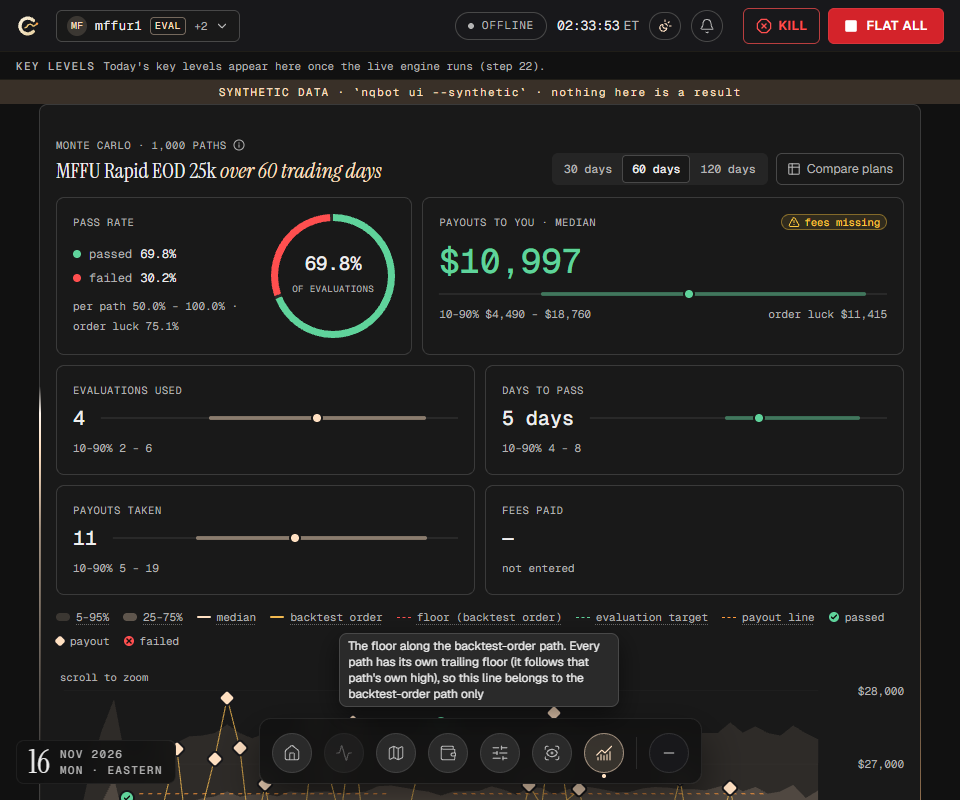 MF mffur1 EVAL +2
OFFLINE
02:33:53 ET
KILL
FLAT ALL
KEY LEVELS Today's key levels appear here once the live engine runs (step 22).
SYNTHETIC DATA · `nqbot ui --synthetic` · nothing here is a result
MONTE CARLO · 1,000 PATHS
MFFU Rapid EOD 25k over 60 trading days
30 days 60 days 120 days
Compare plans
PASS RATE
passed 69.8%
failed 30.2%
per path 50.0% – 100.0% ·
order luck 75.1%
69.8%
OF EVALUATIONS
PAYOUTS TO YOU · MEDIAN
fees missing
$10,997
10–90% $4,490 – $18,760
order luck $11,415
EVALUATIONS USED
4
10–90% 2 – 6
DAYS TO PASS
5 days
10–90% 4 – 8
PAYOUTS TAKEN
11
10–90% 5 – 19
FEES PAID
—
not entered
5–95% 25–75% median backtest order floor (backtest order) evaluation target payout line passed
payout failed
The floor along the backtest-order path. Every
path has its own trailing floor (it follows that
path's own high), so this line belongs to the
backtest-order path only
scroll to zoom
$28,000
$27,000
16 NOV 2026
MON · EASTERN